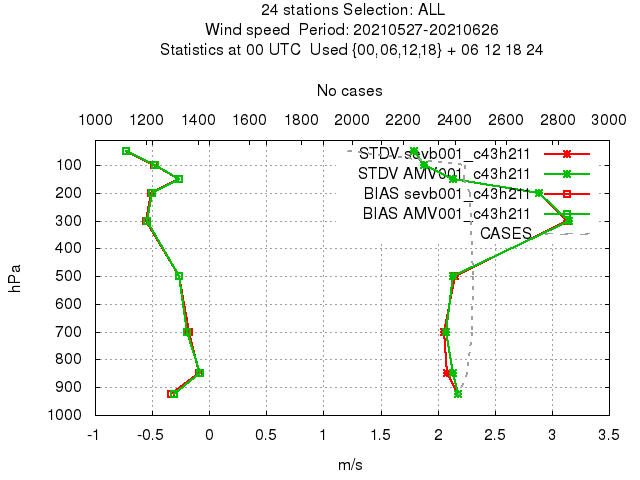 24 stations Selection: ALL
Wind speed  Period: 20210527-20210626
Statistics at 00 UTC  Used {00,06,12,18} + 06 12 18 24
No cases
1000 1200 1400 1600 1800 2000 2200 2400 2600 2800 3000
STDV sevb001_c43h211
STDV AMV001_c43h211
BIAS sevb001_c43h211
BIAS AMV001_c43h211
CASES
100
200
300
400
500
600
700
800
900
1000
hPa
-1 -0.5 0 0.5 1 1.5 2 2.5 3 3.5
m/s